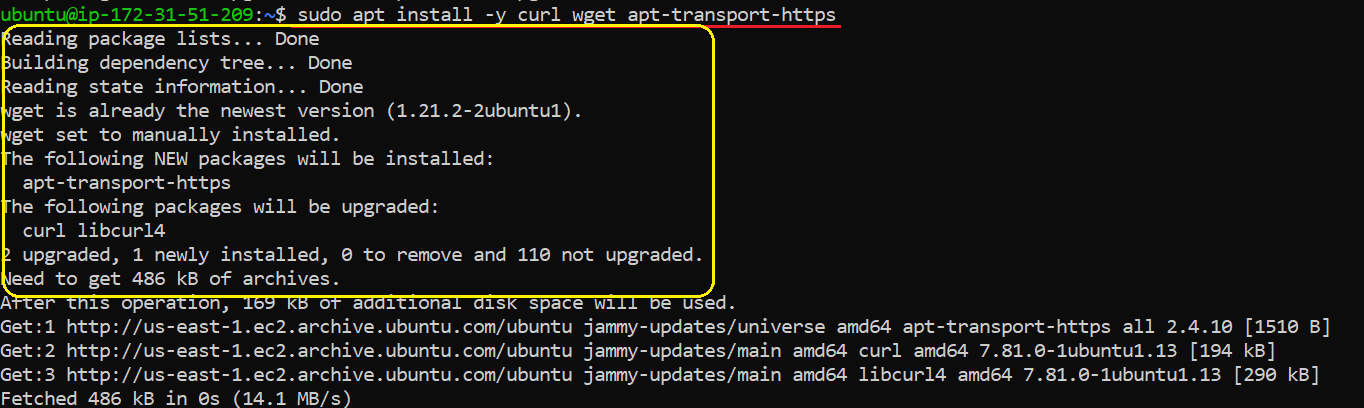 ubuntu@ip-172-31-51-209:~$ sudo apt install -y curl wget apt-transport-https
Reading package lists... Done
Building dependency tree... Done
Reading state information... Done
wget is already the newest version (1.21.2-2ubuntu1).
wget set to manually installed.
The following NEW packages will be installed:
  apt-transport-https
The following packages will be upgraded:
  curl libcurl4
2 upgraded, 1 newly installed, 0 to remove and 110 not upgraded.
Need to get 486 kB of archives.
After this operation, 169 kB of additional disk space will be used.
Get:1 http://us-east-1.ec2.archive.ubuntu.com/ubuntu jammy-updates/universe amd64 apt-transport-https all 2.4.10 [1510 B]
Get:2 http://us-east-1.ec2.archive.ubuntu.com/ubuntu jammy-updates/main amd64 curl amd64 7.81.0-1ubuntu1.13 [194 kB]
Get:3 http://us-east-1.ec2.archive.ubuntu.com/ubuntu jammy-updates/main amd64 libcurl4 amd64 7.81.0-1ubuntu1.13 [290 kB]
Fetched 486 kB in 0s (14.1 MB/s)